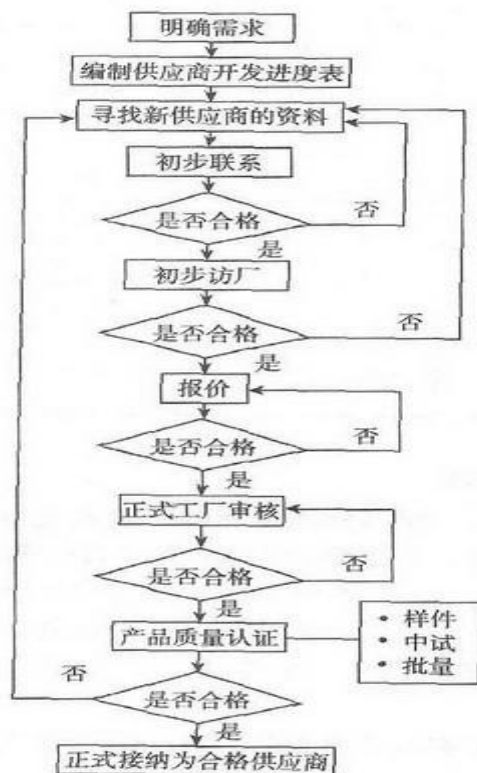 明确需求
编制供应商开发进度表
寻找新供应商的资料
初步联系
是否合格
否
是
初步访厂
是否合格
否
是
报价
是否合格
否
是
正式工厂审核
是否合格
否
是
产品质量认证
• 样件
• 中试
• 批量
否
是否合格
是
正式接纳为合格供应商